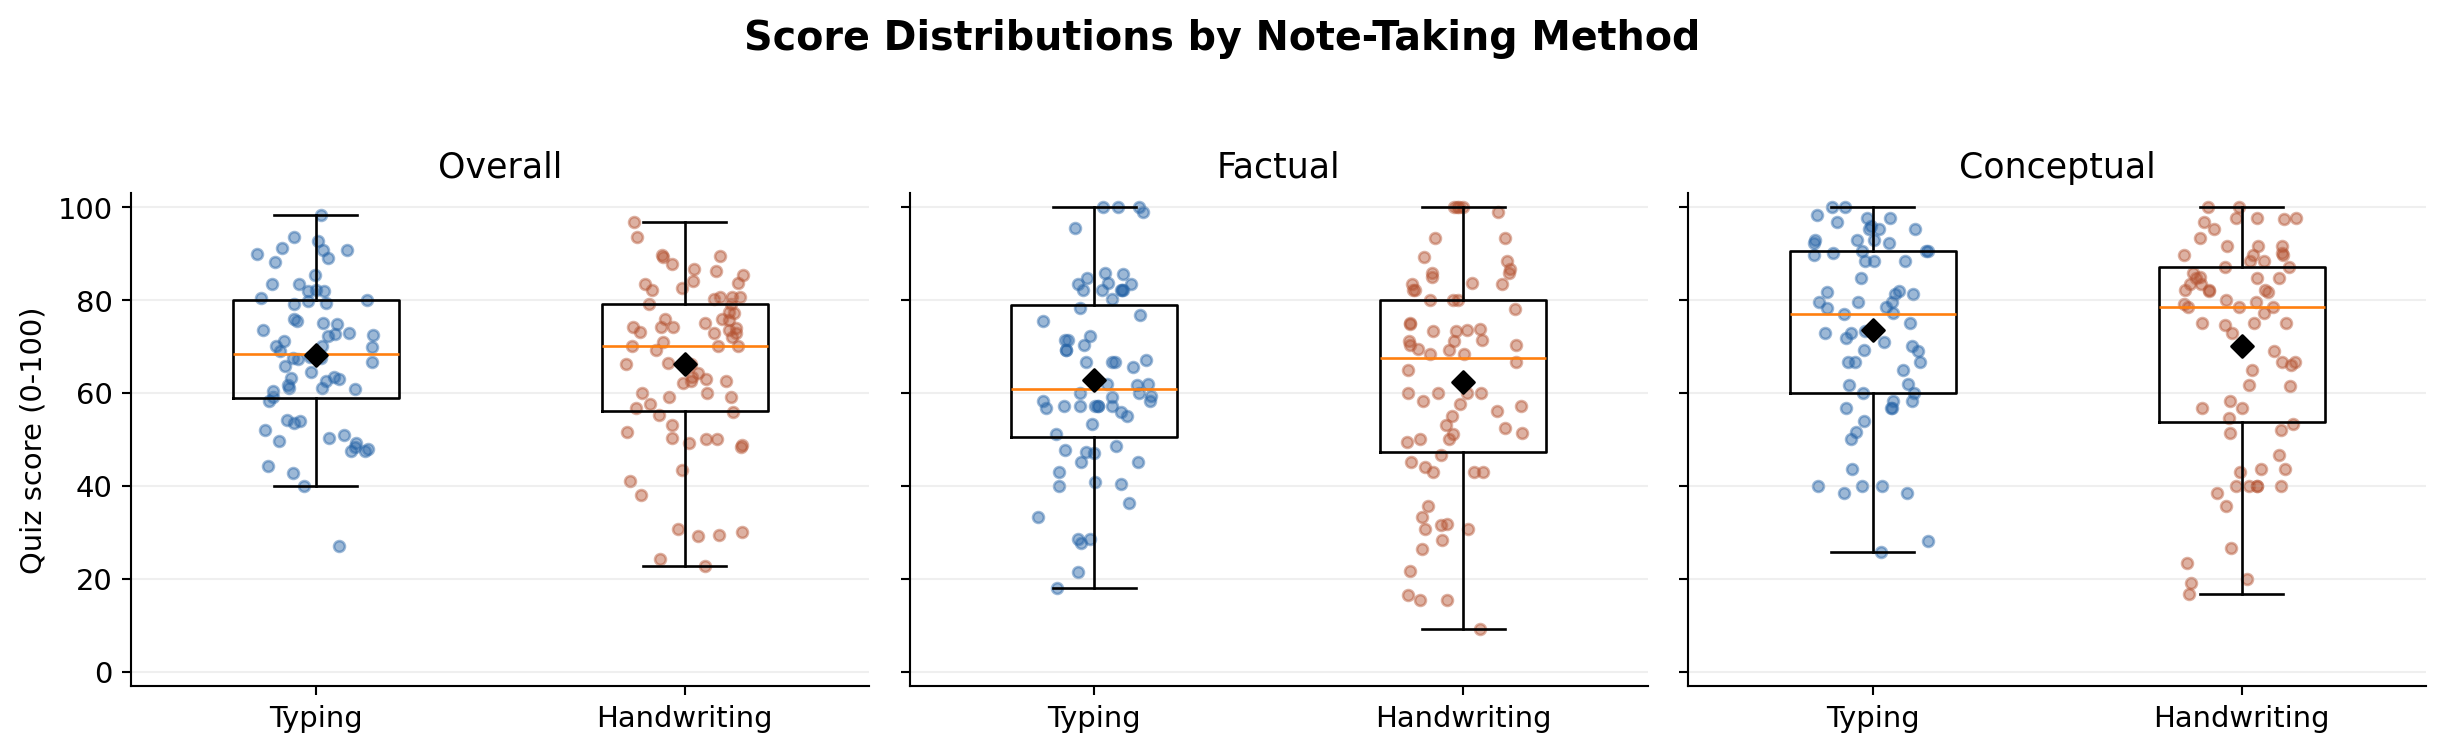 Score Distributions by Note-Taking Method
Overall
Factual
Conceptual
Quiz score (0-100)
100
80
60
40
20
0
Typing
Handwriting
Typing
Handwriting
Typing
Handwriting